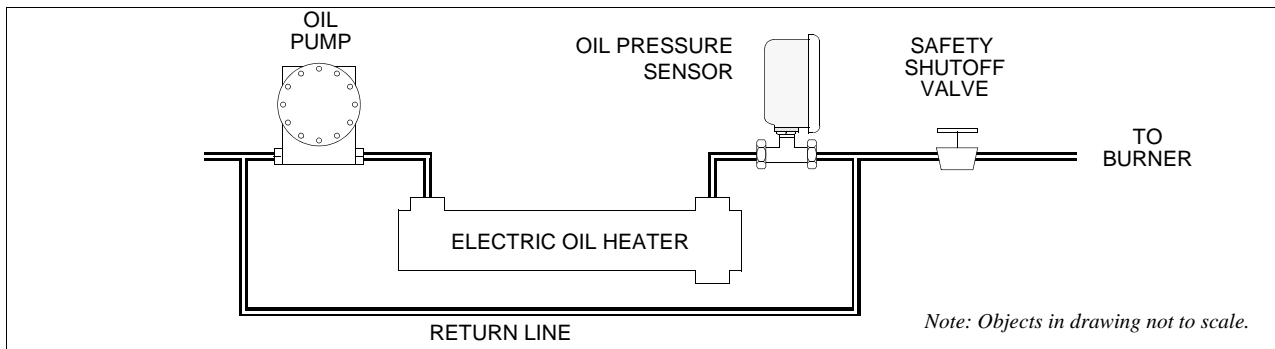 OIL
PUMP
OIL PRESSURE
SENSOR
SAFETY
SHUTOFF
VALVE
TO
BURNER
ELECTRIC OIL HEATER
RETURN LINE
Note: Objects in drawing not to scale.